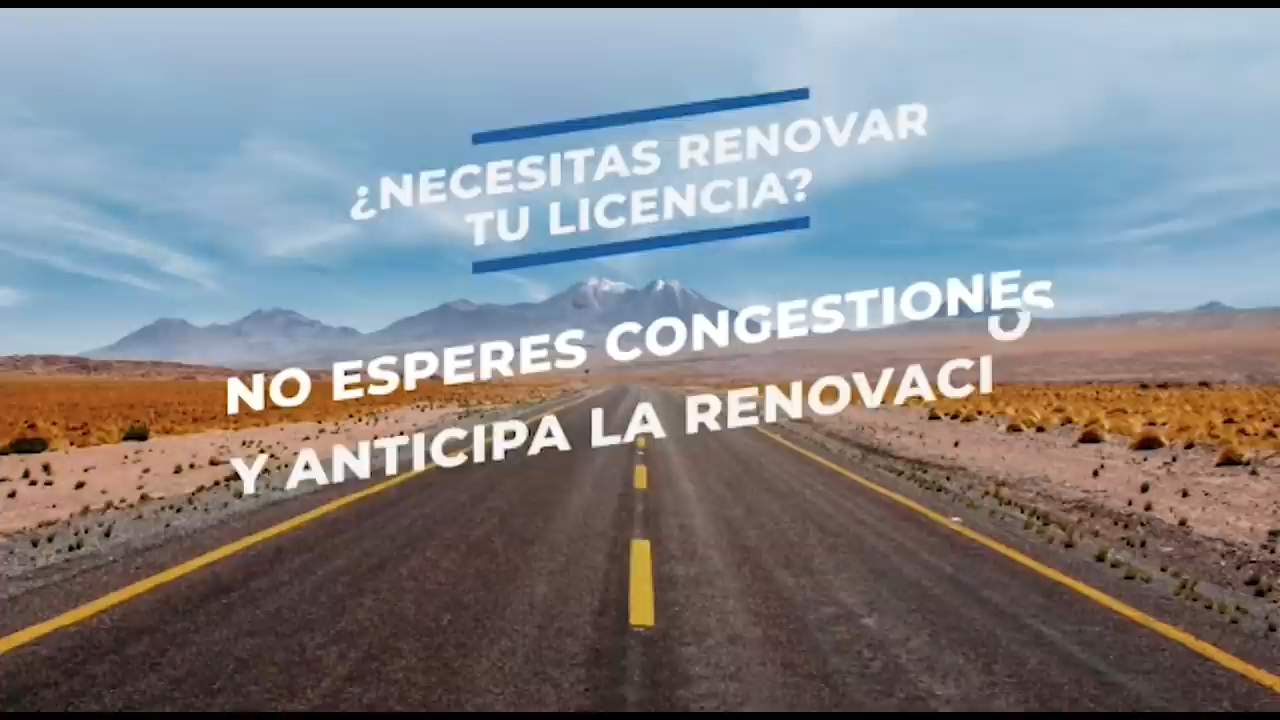 ¿NECESITAS RENOVAR
TU LICENCIA?
NO ESPERES CONGESTIONES
Y ANTICIPA LA RENOVACI